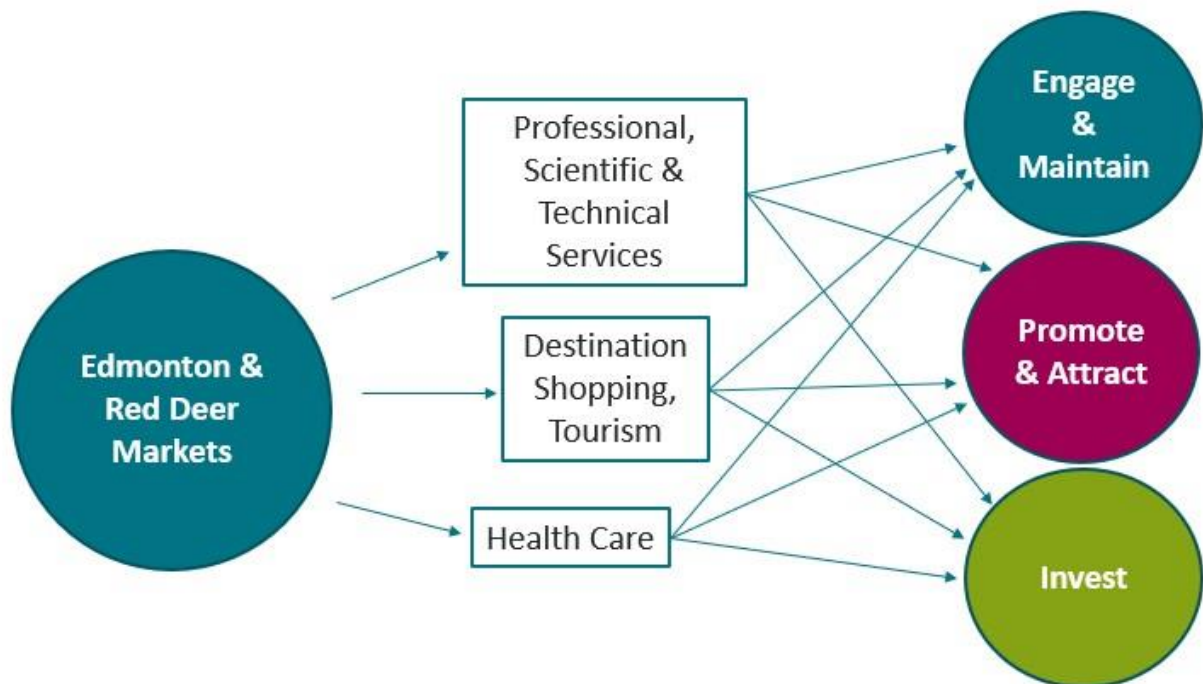 Edmonton &
Red Deer
Markets
Professional,
Scientific &
Technical
Services
Destination
Shopping,
Tourism
Health Care
Engage
&
Maintain
Promote
& Attract
Invest